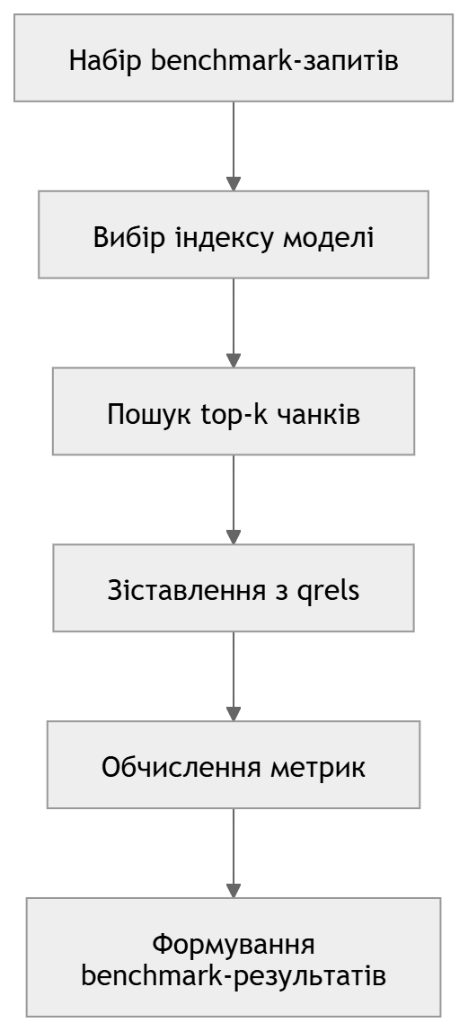 Набір benchmark-запитів
Вибір індексу моделі
Пошук top-k чанків
Зіставлення з qrels
Обчислення метрик
Формування
benchmark-результатів